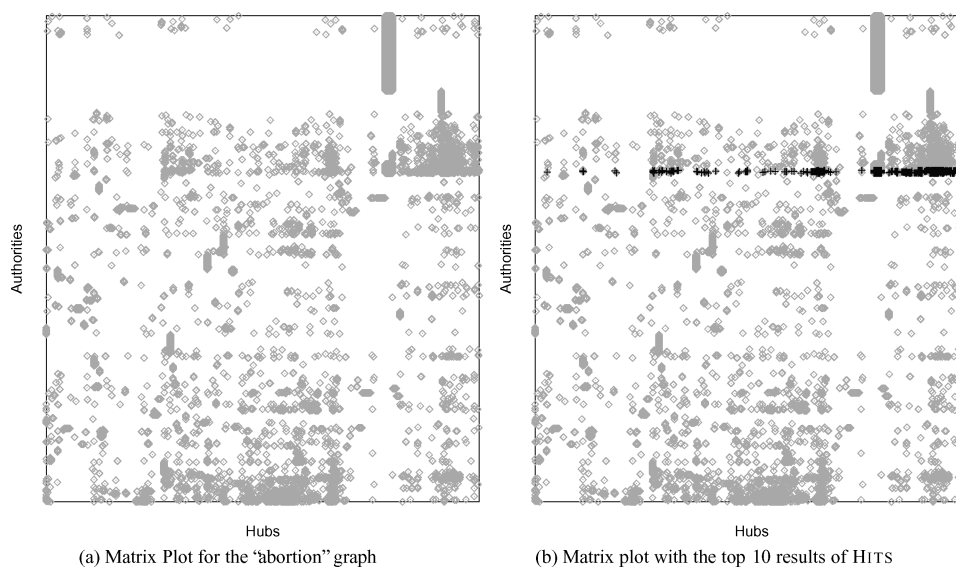 Authorities
Hubs
(a) Matrix Plot for the “abortion” graph
Authorities
Hubs
(b) Matrix plot with the top 10 results of HITS